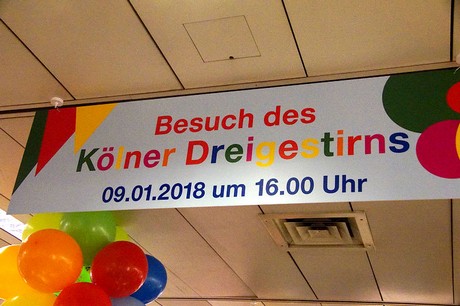 Besuch des
Kölner Dreigestirns
09.01.2018 um 16.00 Uhr